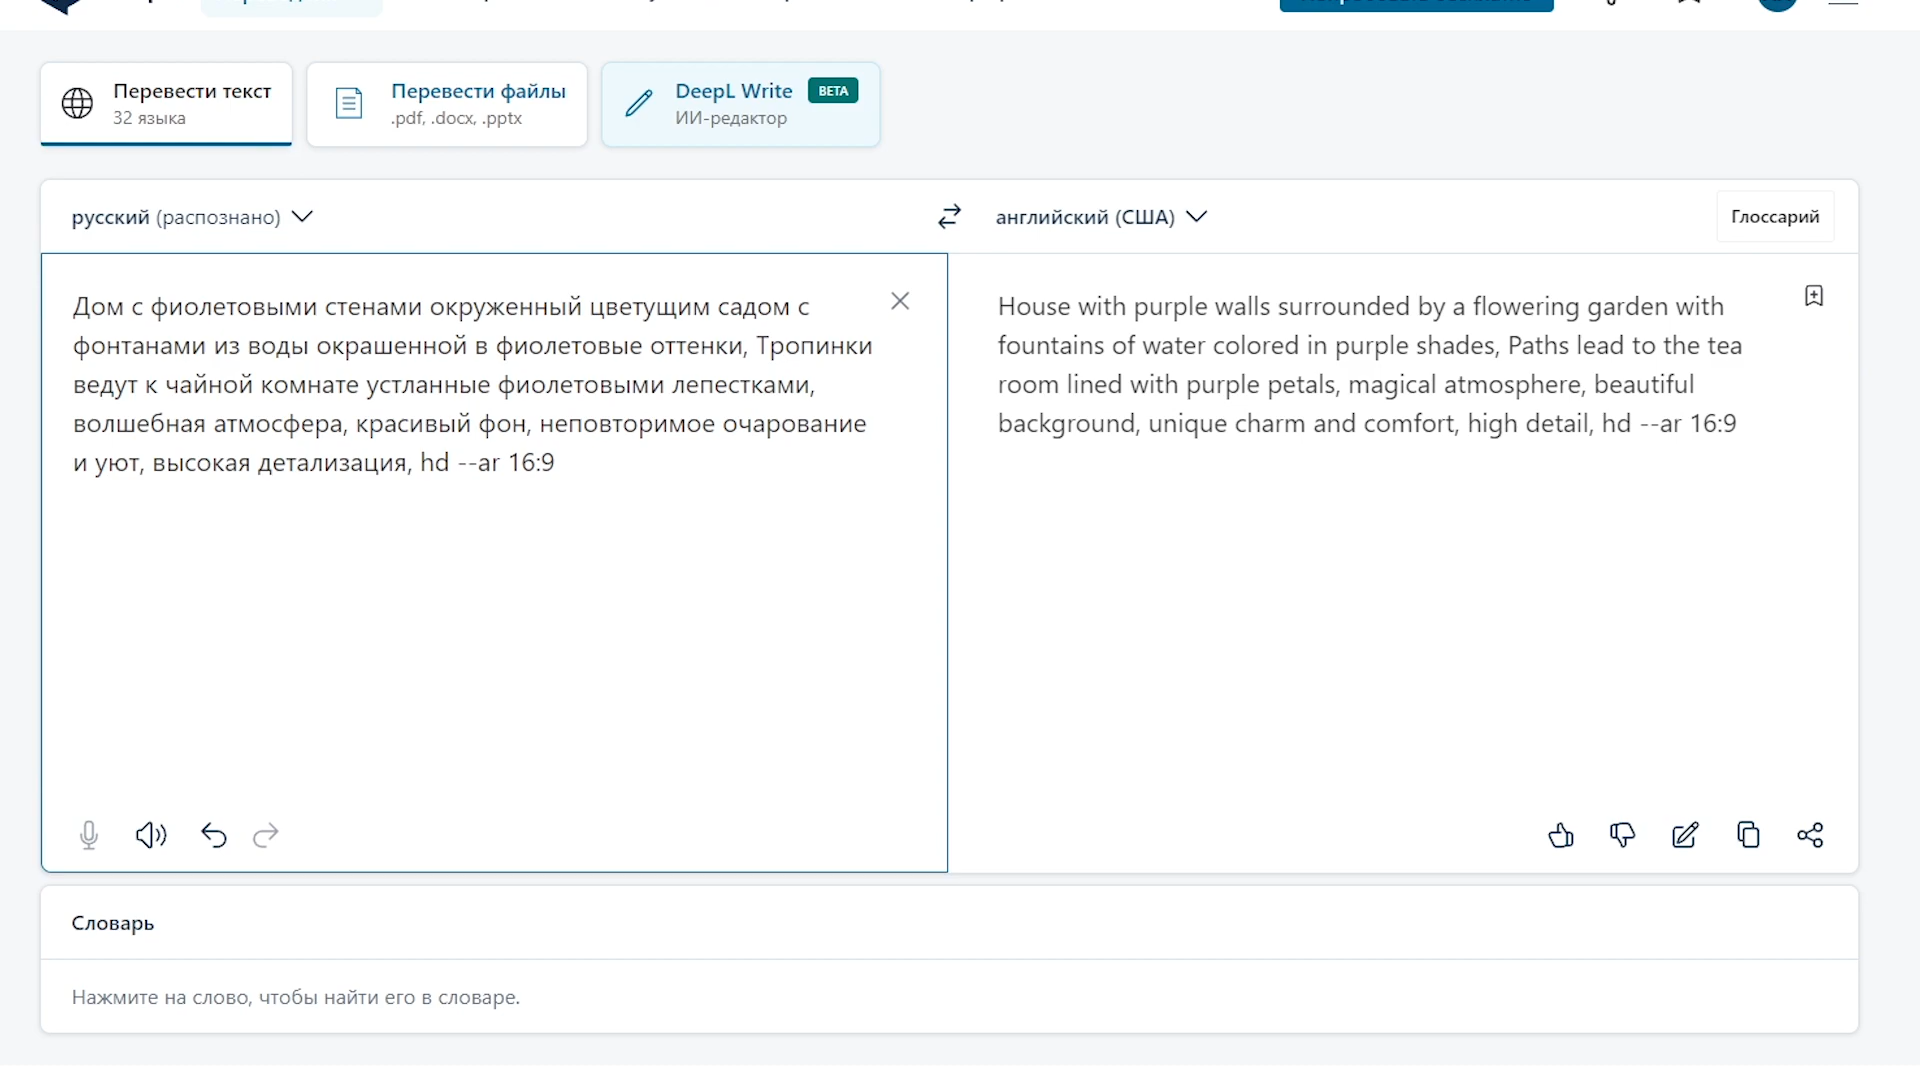 Перевести текст
32 языка
Перевести файлы
.pdf, .docx, .pptx
DeepL Write BETA
ИИ-редактор
русский (распознано)
английский (США)
Глоссарий
Дом с фиолетовыми стенами окруженный цветущим садом с
фонтанами из воды окрашенной в фиолетовые оттенки, Тропинки
ведут к чайной комнате устланные фиолетовыми лепестками,
волшебная атмосфера, красивый фон, неповторимое очарование
и уют, высокая детализация, hd --ar 16:9
House with purple walls surrounded by a flowering garden with
fountains of water colored in purple shades, Paths lead to the tea
room lined with purple petals, magical atmosphere, beautiful
background, unique charm and comfort, high detail, hd --ar 16:9
Словарь
Нажмите на слово, чтобы найти его в словаре.